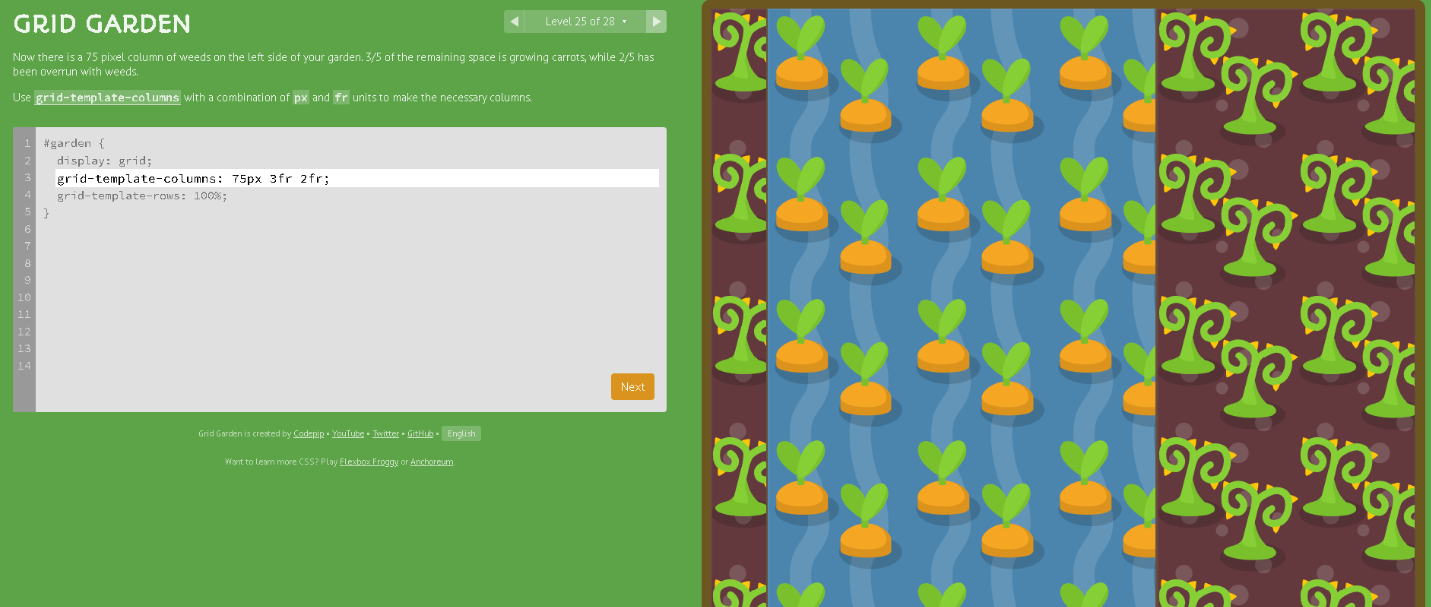 GRID GARDEN
Level 25 of 28
Now there is a 75 pixel column of weeds on the left side of your garden. 3/5 of the remaining space is growing carrots, while 2/5 has
been overrun with weeds.
Use grid-template-columns with a combination of px and fr units to make the necessary columns.
1 #garden {
2 display: grid;
3 grid-template-columns: 75px 3fr 2fr;
4 grid-template-rows: 100%;
5 }
6
7
8
9
10
11
12
13
14
Next
Grid Garden is created by Codepip • YouTube • Twitter • GitHub • English
Want to learn more CSS? Play Flexbox Froggy or Anchoreum.